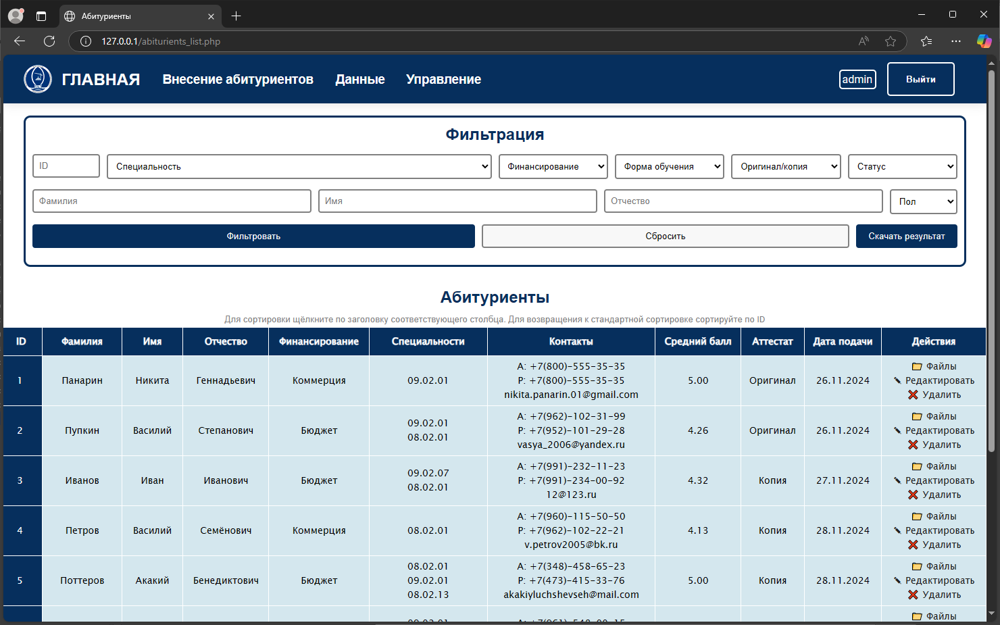 Абитуриенты
127.0.0.1/abiturients_list.php
ГЛАВНАЯ Внесение абитуриентов Данные Управление admin Выйти
Фильтрация
ID Специальность Финансирование Форма обучения Оригинал/копия Статус
Фамилия Имя Отчество Пол
Фильтровать Сбросить Скачать результат
Абитуриенты
Для сортировки щёлкните по заголовку соответствующего столбца. Для возвращения к стандартной сортировке сортируйте по ID
ID Фамилия Имя Отчество Финансирование Специальности Контакты Средний балл Аттестат Дата подачи Действия
А: +7(800)-555-35-35 Файлы
1 Панарин Никита Геннадьевич Коммерция 09.02.01 Р: +7(800)-555-35-35 5.00 Оригинал 26.11.2024 Редактировать
nikita.panarin.01@gmail.com Удалить
09.02.01 А: +7(962)-102-31-99 Файлы
2 Пупкин Василий Степанович Бюджет Р: +7(952)-101-29-28 4.26 Оригинал 26.11.2024 Редактировать
08.02.01 vasya_2006@yandex.ru Удалить
09.02.07 А: +7(991)-232-11-23 Файлы
3 Иванов Иван Иванович Бюджет Р: +7(991)-234-00-92 4.32 Копия 27.11.2024 Редактировать
08.02.01 12@123.ru Удалить
А: +7(960)-115-50-50 Файлы
4 Петров Василий Семёнович Коммерция 08.02.01 Р: +7(962)-102-22-21 4.13 Копия 28.11.2024 Редактировать
v.petrov2005@bk.ru Удалить
08.02.01 А: +7(348)-458-65-23 Файлы
5 Поттеров Акакий Бенедиктович Бюджет 09.02.01 Р: +7(473)-415-33-76 5.00 Копия 28.11.2024 Редактировать
08.02.13 akakiyluchshevseh@mail.com Удалить
Файлы